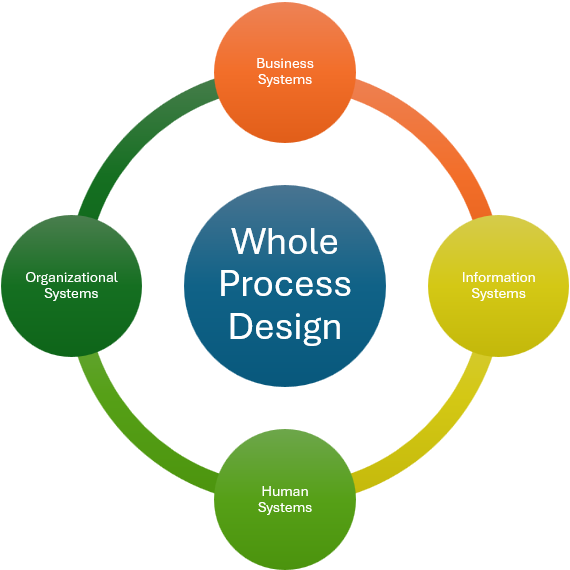 Business
Systems
Whole
Process
Design
Organizational
Systems
Information
Systems
Human
Systems